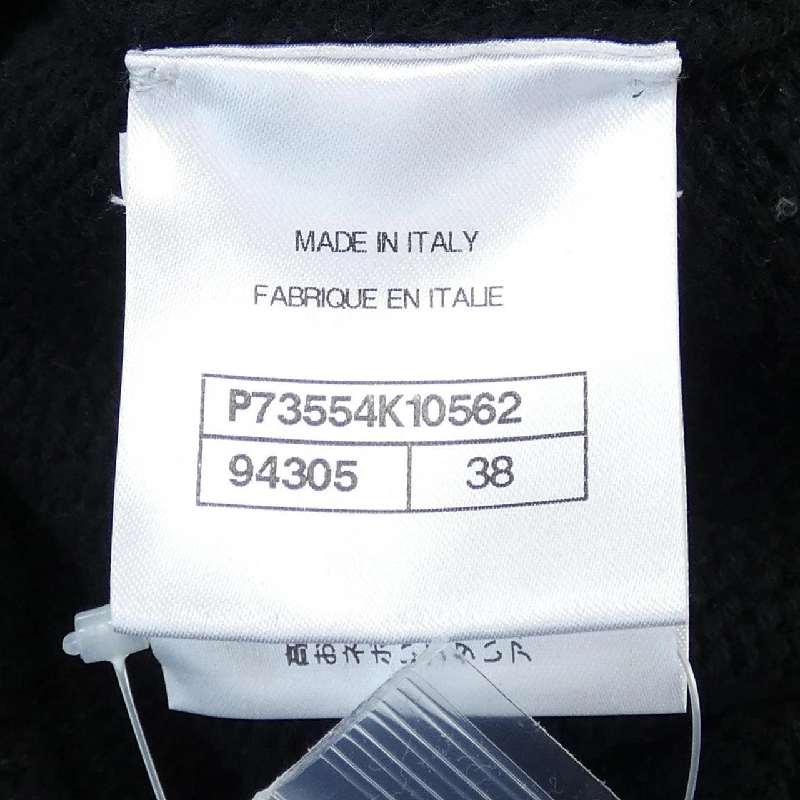 MADE IN ITALY
FABRIQUE EN ITALIE
P73554K10562
94305 38